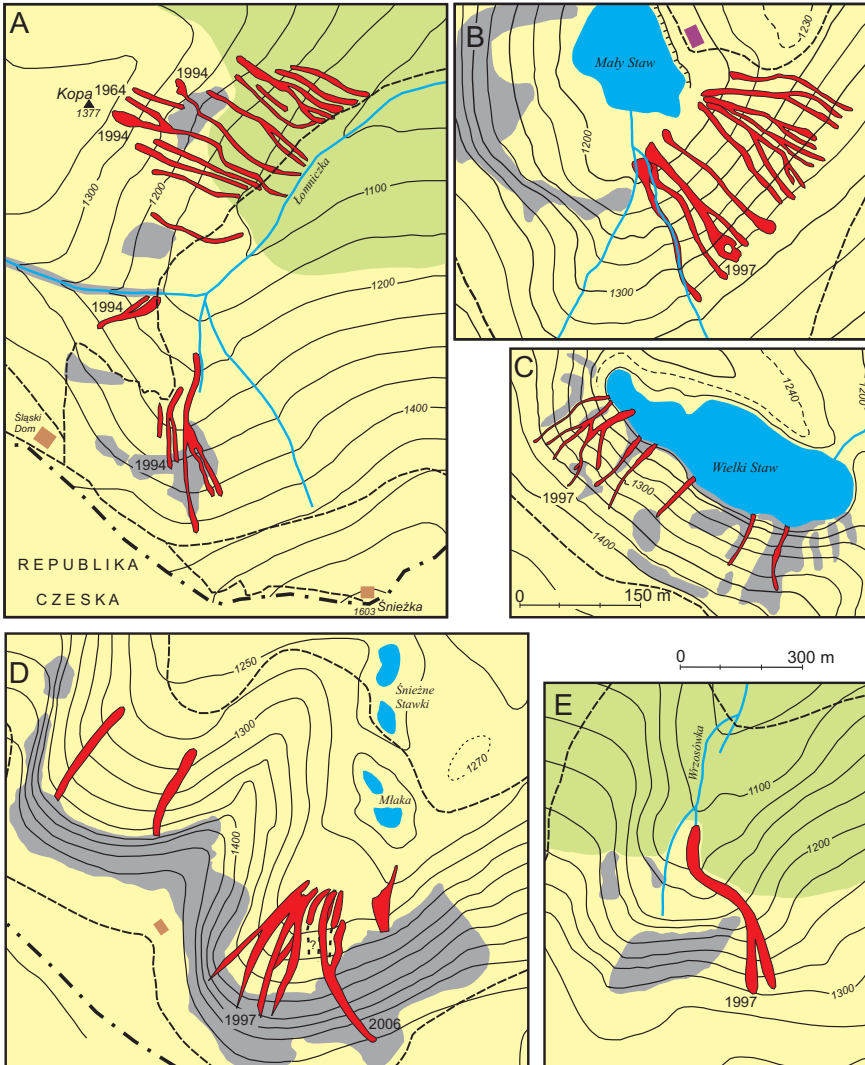 A
1994
1964
Kopa
1377
1994
1300
1200
Łomniczka
1100
1200
1994
1400
Śląski
Dom
1994
REPUBLIKA
CZESKA
1603 Śnieżka
B
Mały Staw
1230
1200
1997
1300
C
1240
1200
Wielki Staw
1300
1997
1400
0 150 m
D
1250
Śnieżne
Stawki
1300
1270
Młaka
1400
?
1997
2006
0 300 m
E
Wrzosówka
1100
1200
1300
1997